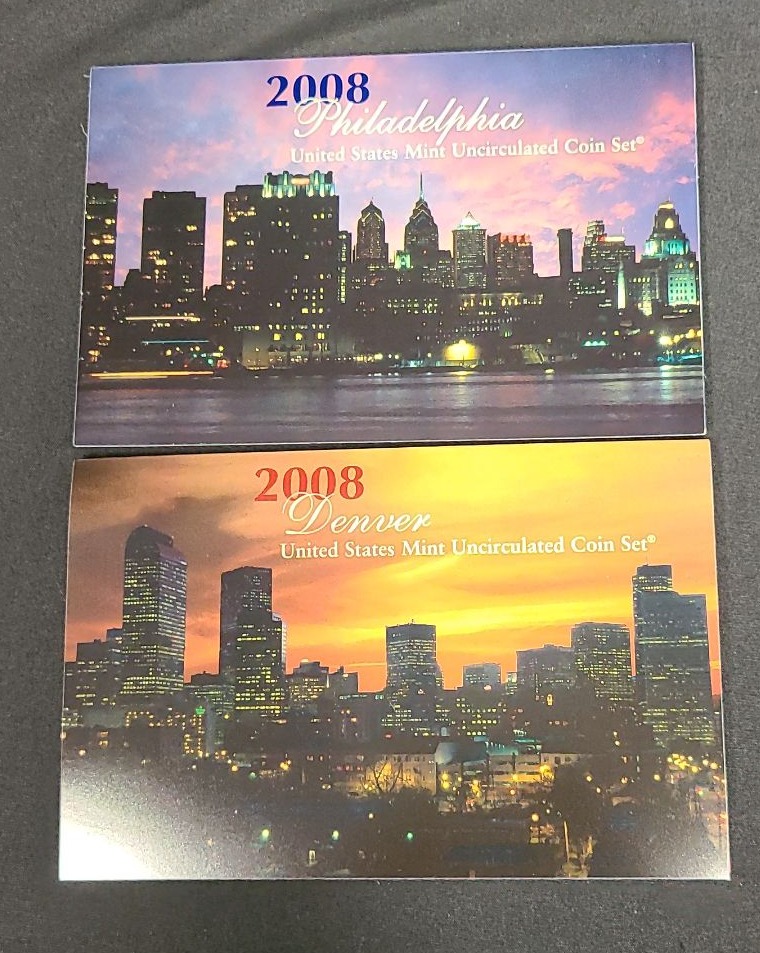 2008
Philadelphia
United States Mint Uncirculated Coin Set®
2008
Denver
United States Mint Uncirculated Coin Set®